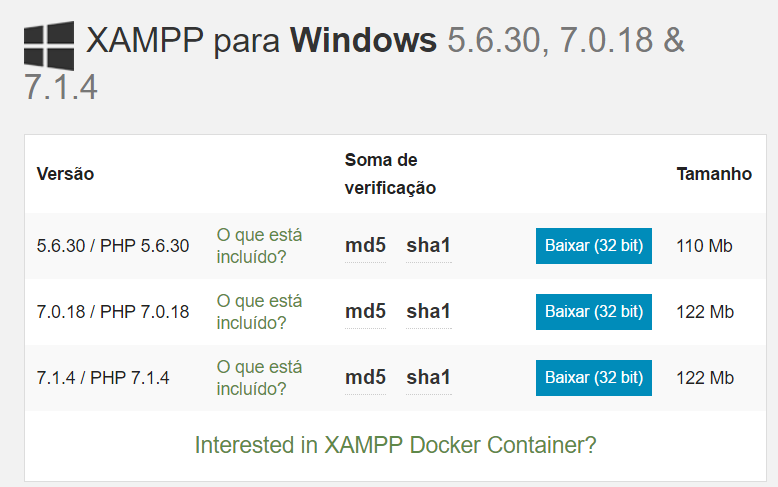 XAMPP para Windows 5.6.30, 7.0.18 &
7.1.4
Versão
Soma de
verificação
Tamanho
5.6.30 / PHP 5.6.30
O que está
incluído?
md5 sha1
Baixar (32 bit)
110 Mb
7.0.18 / PHP 7.0.18
O que está
incluído?
md5 sha1
Baixar (32 bit)
122 Mb
7.1.4 / PHP 7.1.4
O que está
incluído?
md5 sha1
Baixar (32 bit)
122 Mb
Interested in XAMPP Docker Container?